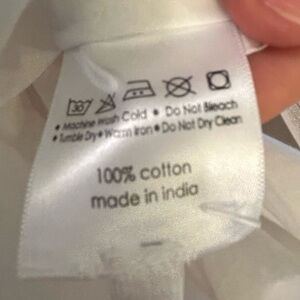 30°
• Machine Wash Cold • Do Not Bleach
• Tumble Dry • Warm Iron • Do Not Dry Clean
100% cotton
made in india